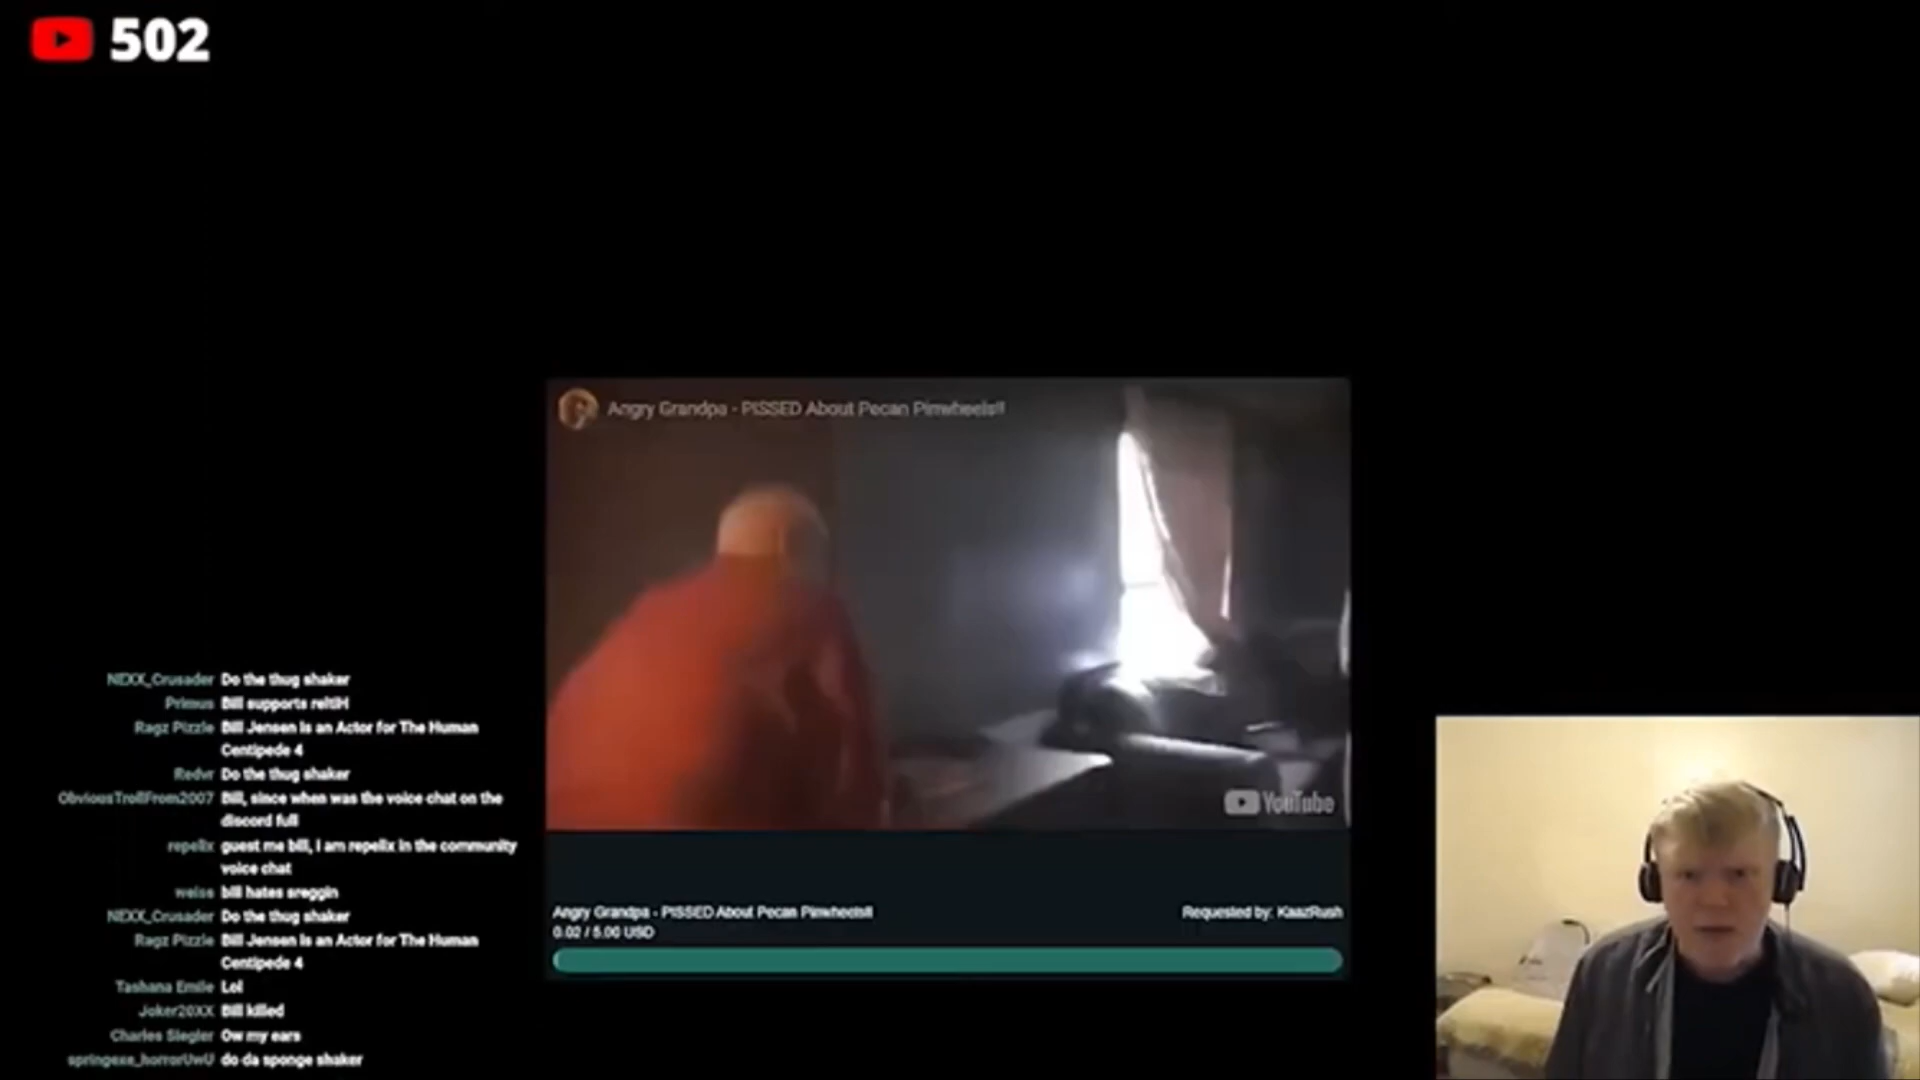 502
Angry Grandpa - PISSED About Pecan Pinwheels!!
NEXX_Crusader Do the thug shaker
Primus Bill supports reltiH
Ragz Pizzle Bill Jensen is an Actor for The Human
Centipede 4
Redvr Do the thug shaker
ObviousTrollFrom2007 Bill, since when was the voice chat on the
discord full
repelix guest me bill, i am repelix in the community
voice chat
YouTube
weiss bill hates sreggin
NEXX_Crusader Do the thug shaker
Angry Grandpa - PISSED About Pecan Pinwheels!!
Requested by: KaazRush
0.02 / 5.00 USD
Ragz Pizzle Bill Jensen is an Actor for The Human
Centipede 4
Tashana Emile Lol
Joker20XX Bill killed
Charles Siegler Ow my ears
springexe_horrorUwU do da sponge shaker